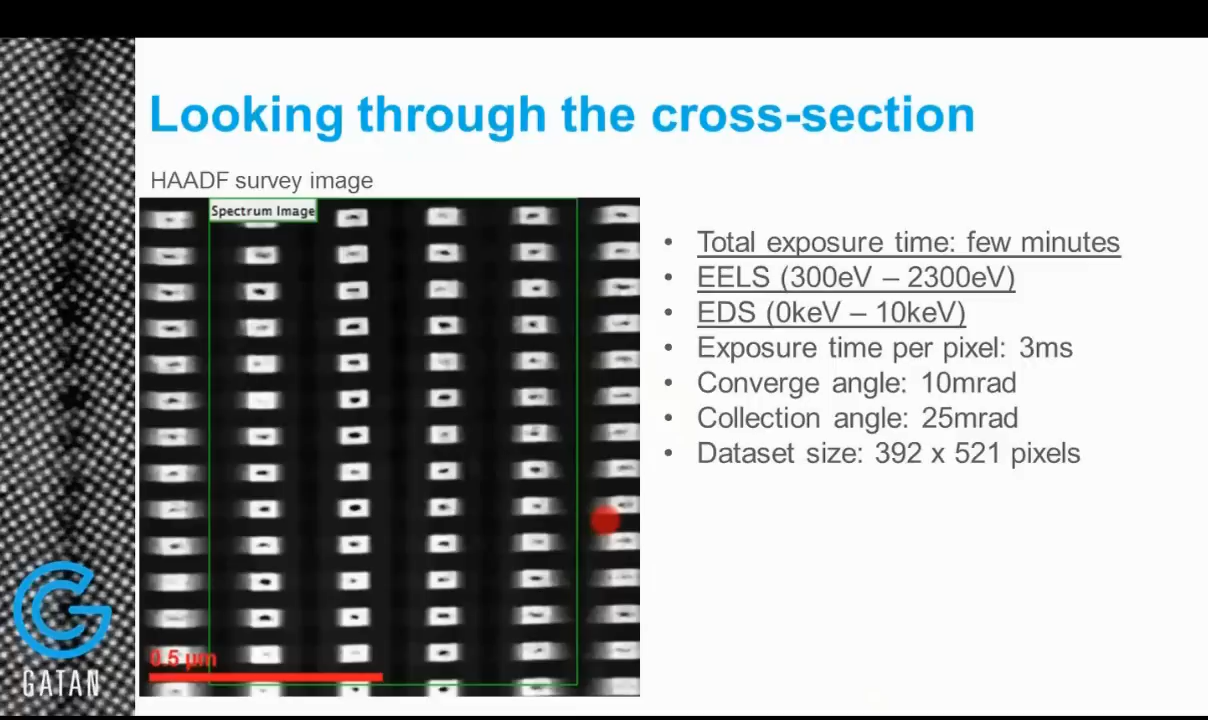 Looking through the cross-section
HAADF survey image
Spectrum Image
0.5 µm
• Total exposure time: few minutes
• EELS (300eV – 2300eV)
• EDS (0keV – 10keV)
• Exposure time per pixel: 3ms
• Converge angle: 10mrad
• Collection angle: 25mrad
• Dataset size: 392 x 521 pixels
GATAN